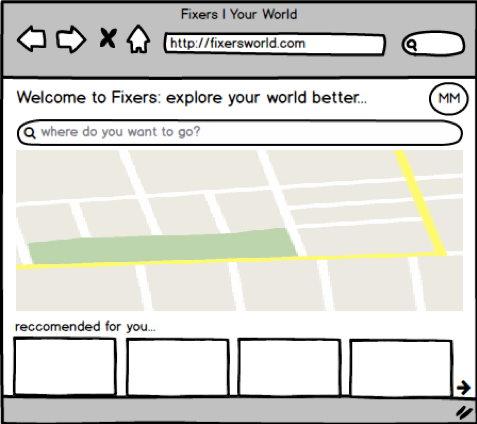 Fixers | Your World
http://fixersworld.com
Welcome to Fixers: explore your world better...
MM
where do you want to go?
reccomended for you...